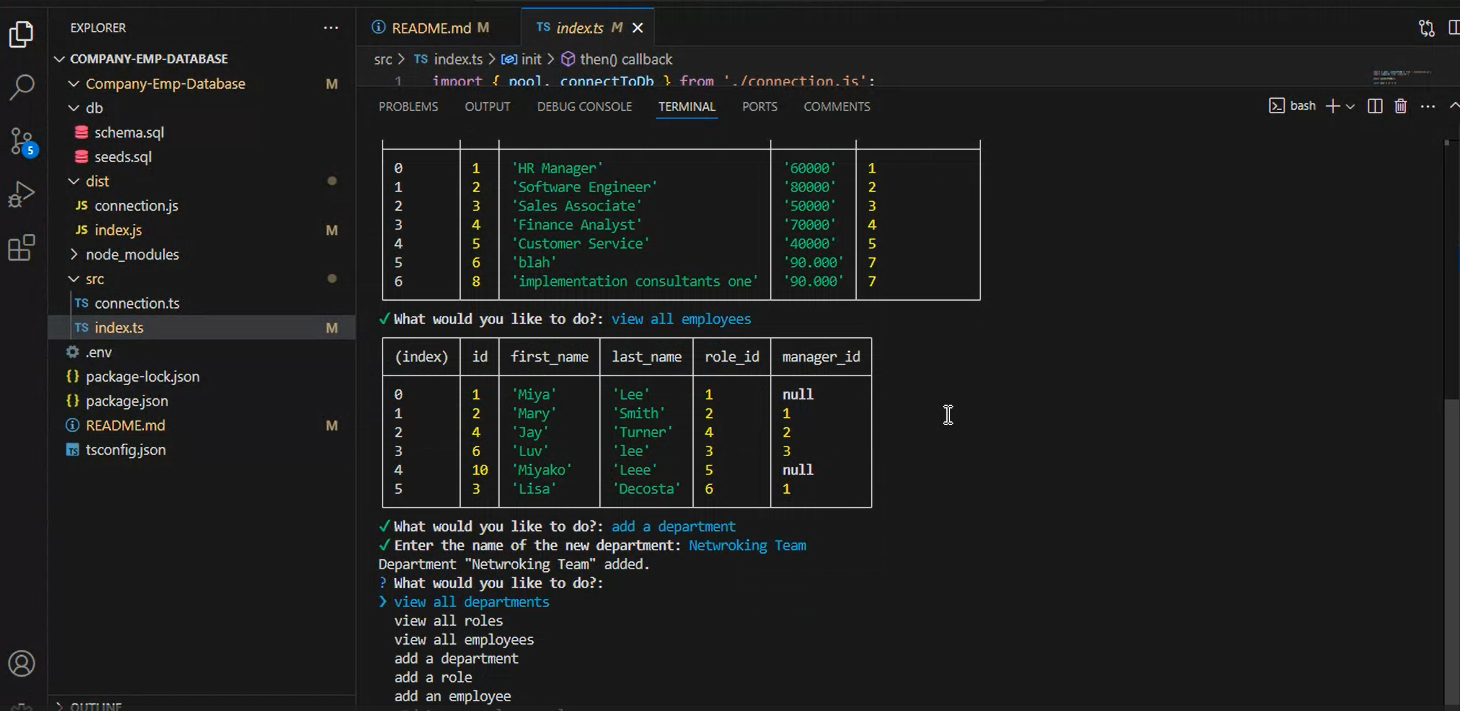 EXPLORER ···
COMPANY-EMP-DATABASE
Company-Emp-Database M
db
schema.sql
seeds.sql
dist
JS connection.js
JS index.js M
node_modules
src
TS connection.ts
TS index.ts M
.env
{} package-lock.json
{} package.json
README.md M
TS tsconfig.json
OUTLINE
5
README.md M TS index.ts M
src > TS index.ts > init > then() callback
1 import { pool, connectToDb } from './connection.js';
PROBLEMS OUTPUT DEBUG CONSOLE TERMINAL PORTS COMMENTS bash
0 1 'HR Manager' '60000' 1
1 2 'Software Engineer' '80000' 2
2 3 'Sales Associate' '50000' 3
3 4 'Finance Analyst' '70000' 4
4 5 'Customer Service' '40000' 5
5 6 'blah' '90.000' 7
6 8 'implementation consultants one' '90.000' 7
✓ What would you like to do?: view all employees
(index) id first_name last_name role_id manager_id
0 1 'Miya' 'Lee' 1 null
1 2 'Mary' 'Smith' 2 1
2 4 'Jay' 'Turner' 4 2
3 6 'Luv' 'lee' 3 3
4 10 'Miyako' 'Leee' 5 null
5 3 'Lisa' 'Decosta' 6 1
✓ What would you like to do?: add a department
✓ Enter the name of the new department: Netwroking Team
Department "Netwroking Team" added.
? What would you like to do?:
❯ view all departments
view all roles
view all employees
add a department
add a role
add an employee